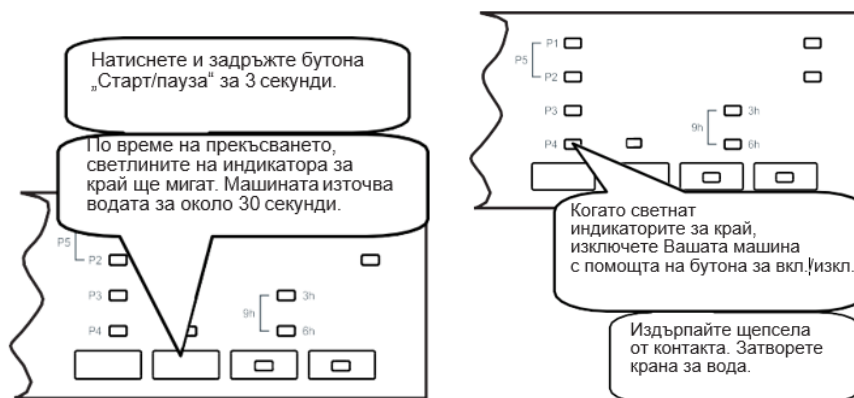 Натиснете и задръжте бутона
„Старт/пауза“ за 3 секунди.
По време на прекъсването,
светлините на индикатора за
край ще мигат. Машината източва
водата за около 30 секунди.
P5
P2
P3
P4
9h
3h
6h
P1
P5
P2
P3
P4
9h
3h
6h
Когато светнат
индикаторите за край,
изключете Вашата машина
с помощта на бутона за вкл./изкл.
Издърпайте щепсела
от контакта. Затворете
крана за вода.